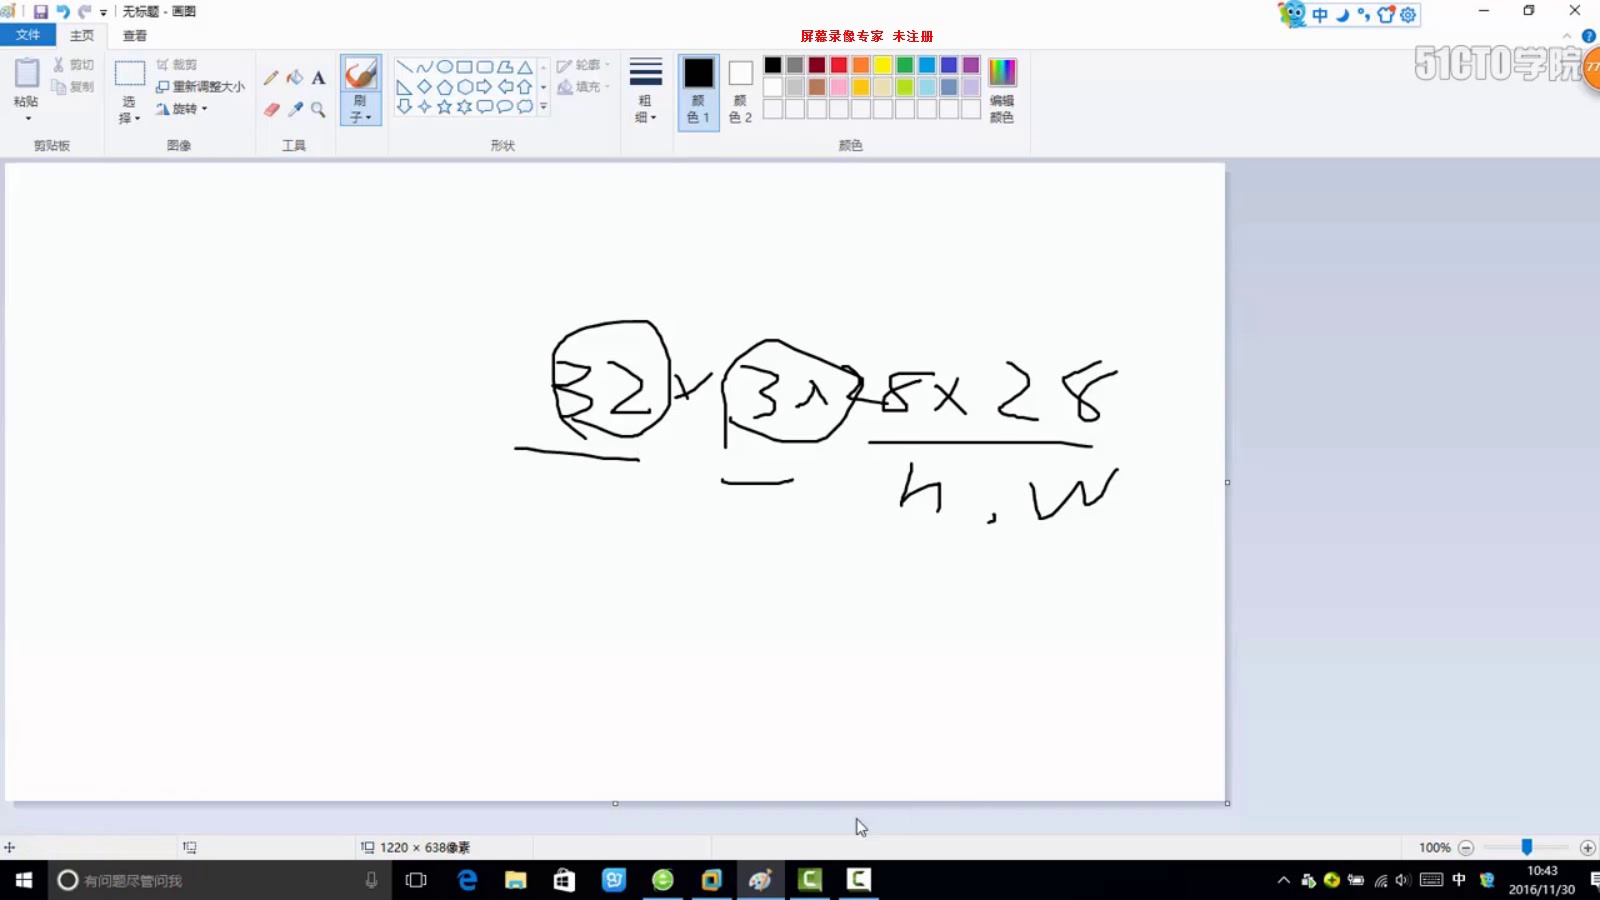 无标题 - 画图
中
文件
主页
查看
屏幕录像专家 未注册
51CTO学院
77
粘贴
剪切
复制
剪贴板
选择
裁剪
重新调整大小
旋转
图像
A
工具
刷子
轮廓
填充
形状
粗细
颜色 1
颜色 2
编辑颜色
颜色
32 x 32 8 x 28
h , w
1220 × 638像素
100%
有问题尽管问我
中
10:43
2016/11/30